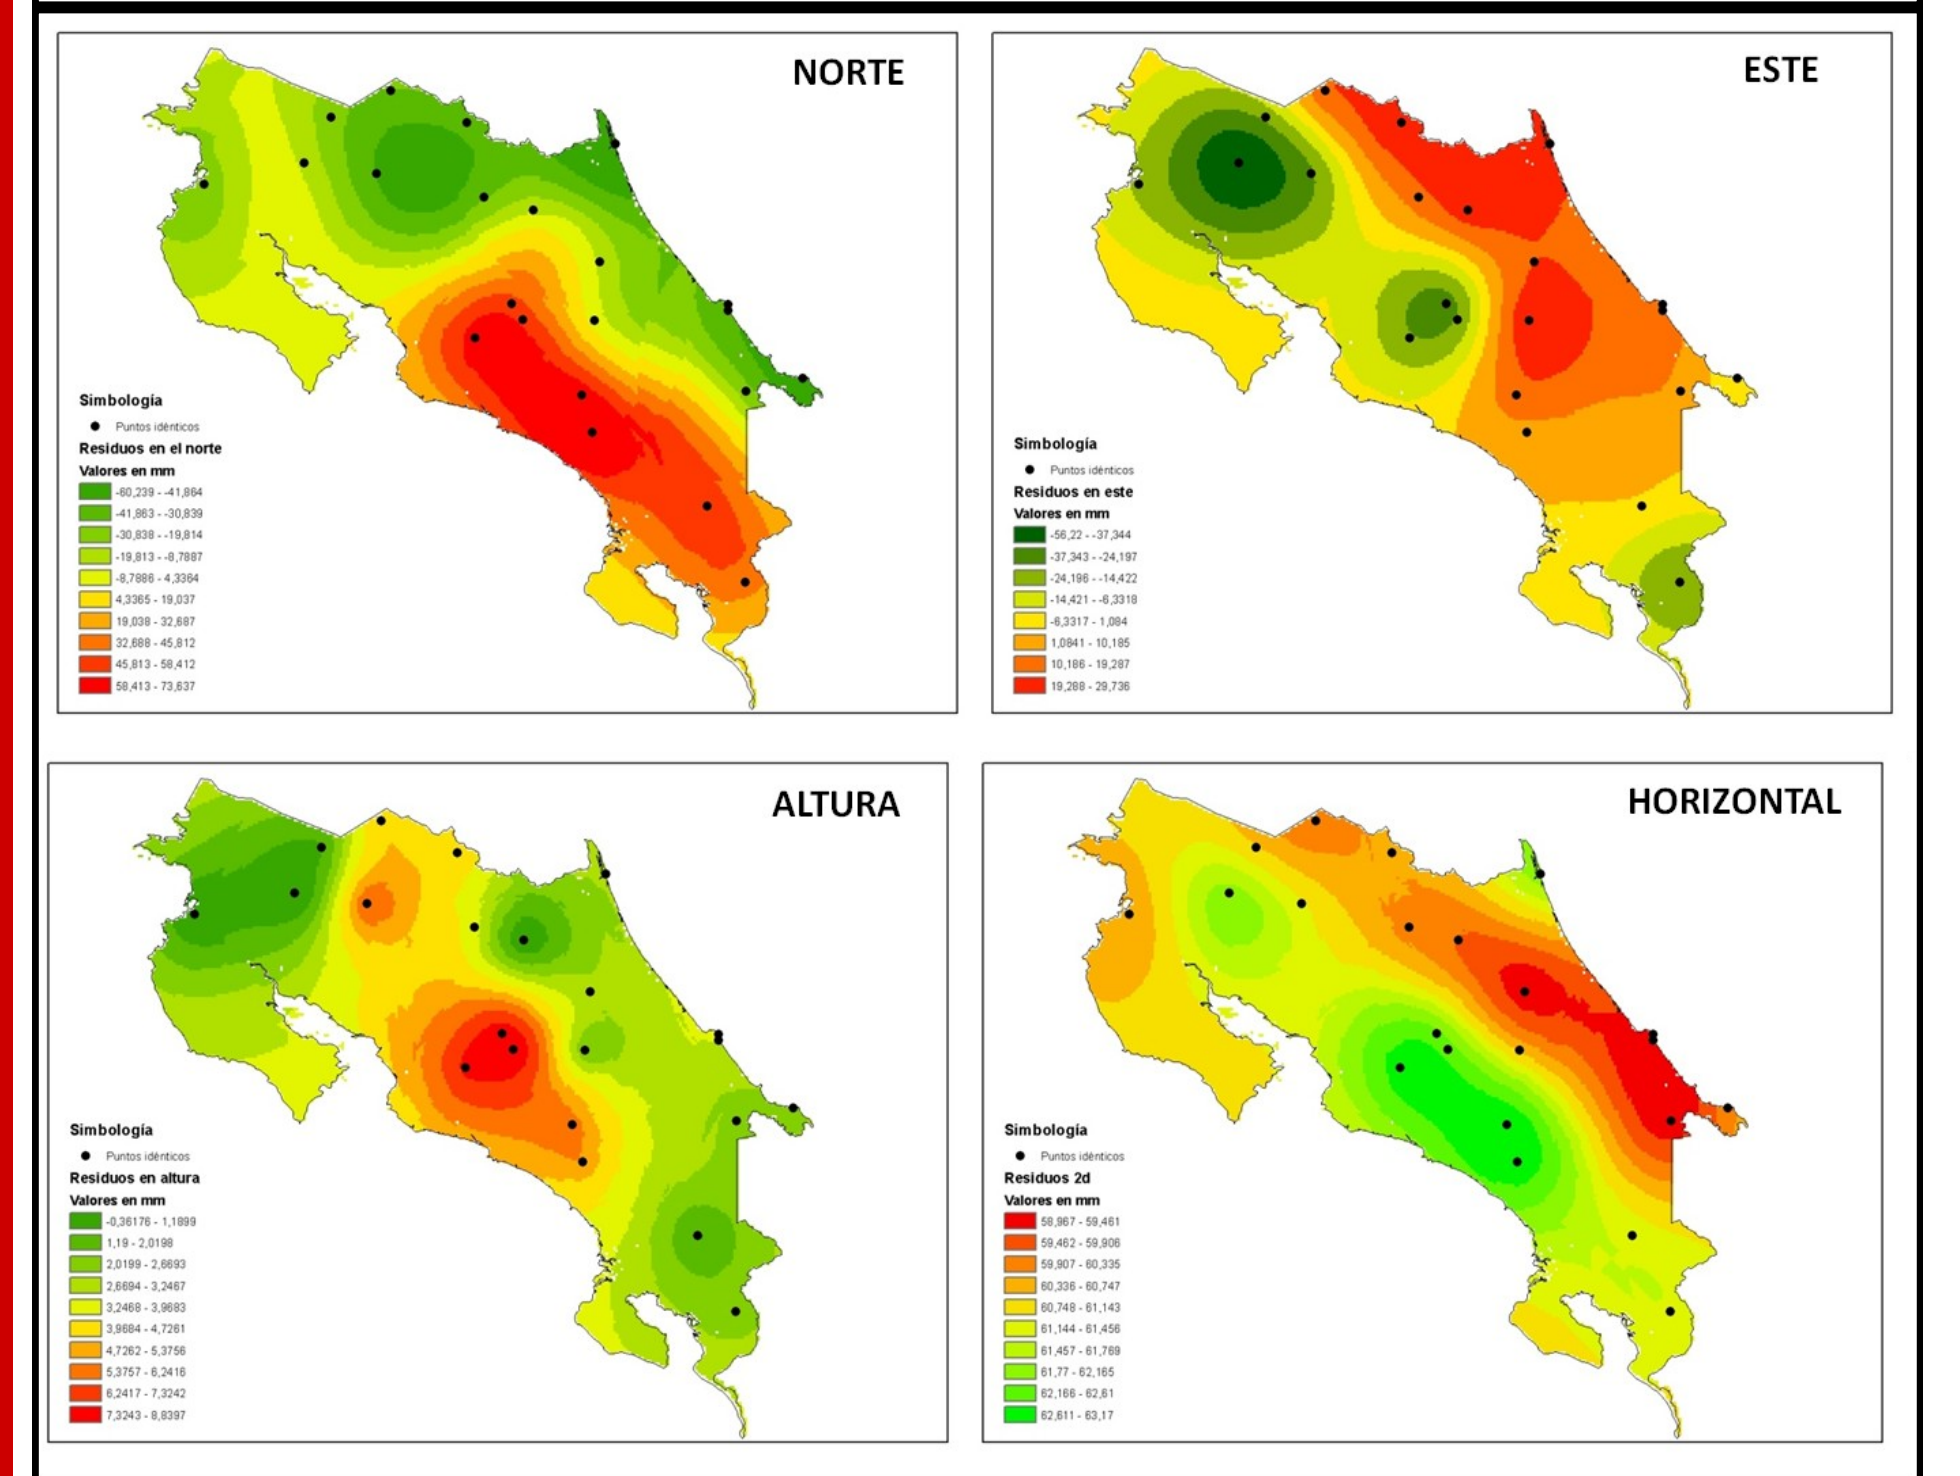 NORTE
Simbología
Puntos idénticos
Residuos en el norte
Valores en mm
-60,239 - -41,864
-41,863 - -30,839
-30,838 - -19,814
-19,813 - -8,7887
-8,7886 - 4,3364
4,3365 - 19,037
19,038 - 32,687
32,688 - 45,812
45,813 - 58,412
58,413 - 73,637
ESTE
Simbología
Puntos idénticos
Residuos en este
Valores en mm
-56,22 - -37,344
-37,343 - -24,197
-24,196 - -14,422
-14,421 - -6,3318
-6,3317 - 1,084
1,0841 - 10,185
10,186 - 19,287
19,288 - 29,736
ALTURA
Simbología
Puntos idénticos
Residuos en altura
Valores en mm
-0,36176 - 1,1899
1,19 - 2,0198
2,0199 - 2,6693
2,6694 - 3,2467
3,2468 - 3,9683
3,9684 - 4,7261
4,7262 - 5,3756
5,3757 - 6,2416
6,2417 - 7,3242
7,3243 - 8,8397
HORIZONTAL
Simbología
Puntos idénticos
Residuos 2d
Valores en mm
58,967 - 59,461
59,462 - 59,906
59,907 - 60,335
60,336 - 60,747
60,748 - 61,143
61,144 - 61,456
61,457 - 61,769
61,77 - 62,165
62,166 - 62,61
62,611 - 63,17